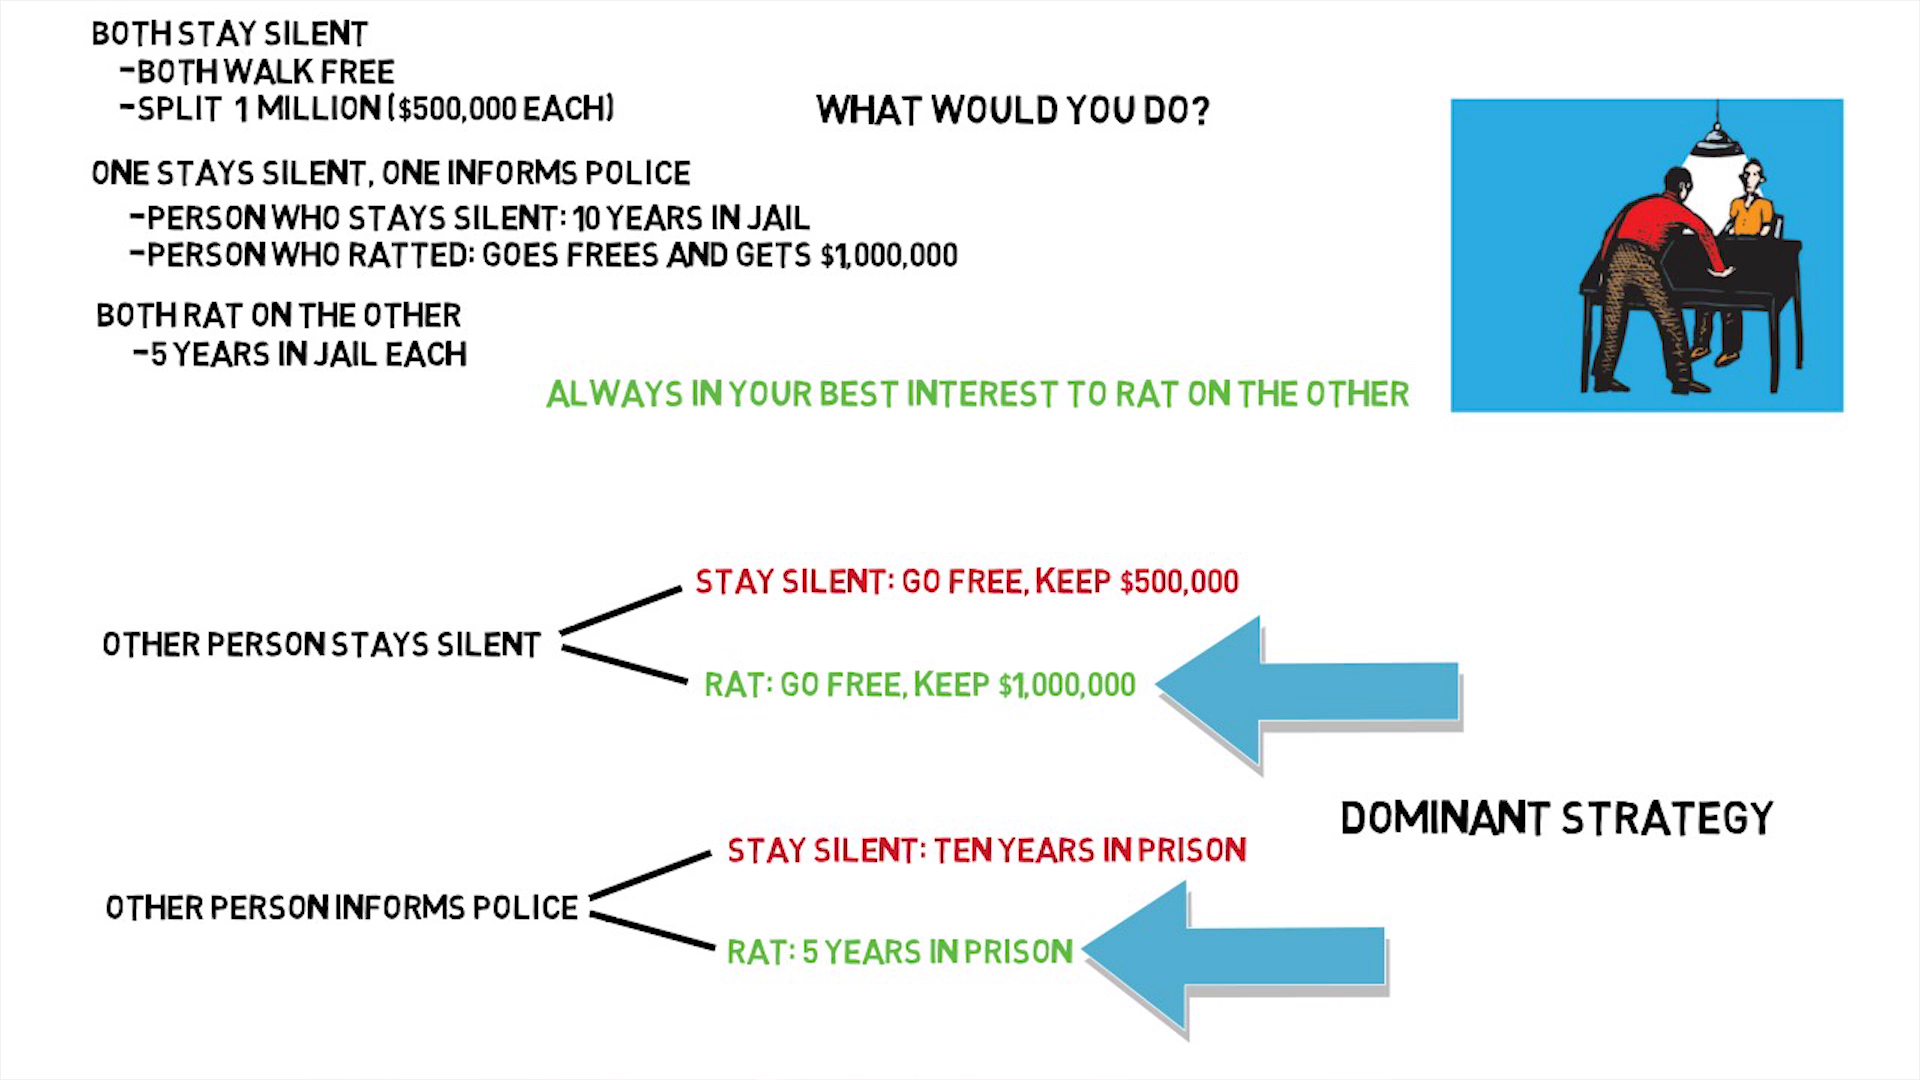 BOTH STAY SILENT
-BOTH WALK FREE
-SPLIT 1 MILLION ($500,000 EACH)
WHAT WOULD YOU DO?
ONE STAYS SILENT, ONE INFORMS POLICE
-PERSON WHO STAYS SILENT: 10 YEARS IN JAIL
-PERSON WHO RATTED: GOES FREES AND GETS $1,000,000
BOTH RAT ON THE OTHER
-5 YEARS IN JAIL EACH
ALWAYS IN YOUR BEST INTEREST TO RAT ON THE OTHER
STAY SILENT: GO FREE, KEEP $500,000
OTHER PERSON STAYS SILENT
RAT: GO FREE, KEEP $1,000,000
DOMINANT STRATEGY
STAY SILENT: TEN YEARS IN PRISON
OTHER PERSON INFORMS POLICE
RAT: 5 YEARS IN PRISON